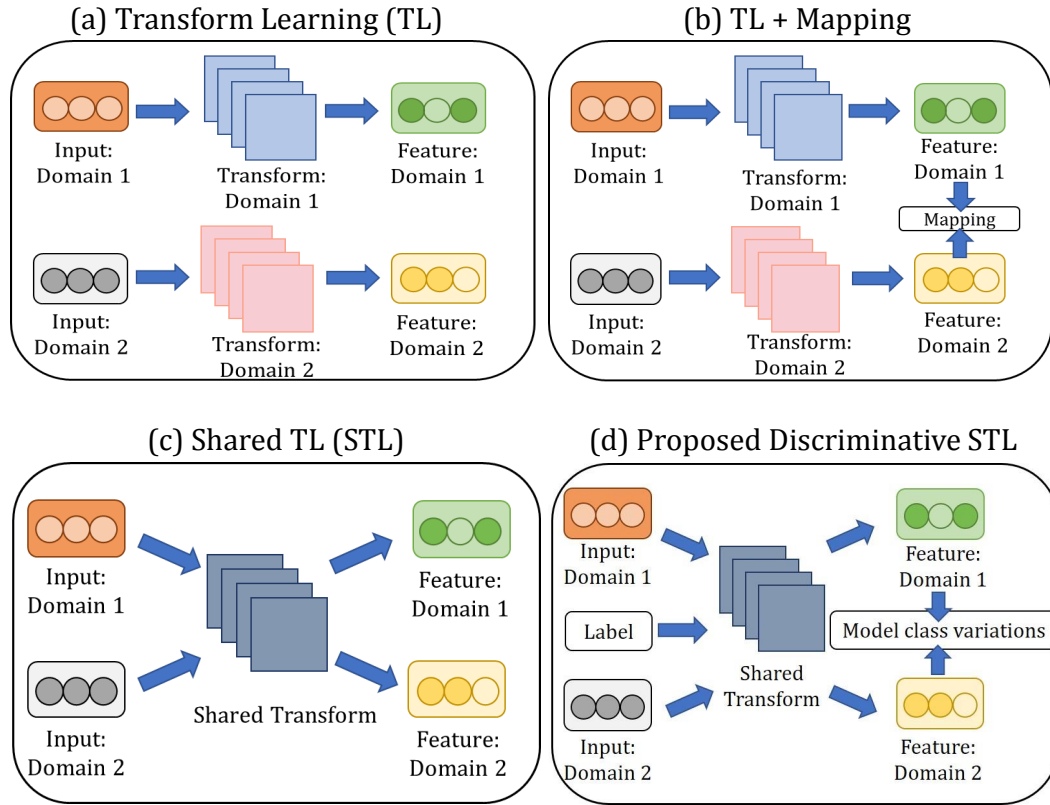 (a) Transform Learning (TL)
Input:
Domain 1
Transform:
Domain 1
Feature:
Domain 1
Input:
Domain 2
Transform:
Domain 2
Feature:
Domain 2
(b) TL + Mapping
Input:
Domain 1
Transform:
Domain 1
Feature:
Domain 1
Mapping
Input:
Domain 2
Transform:
Domain 2
Feature:
Domain 2
(c) Shared TL (STL)
Input:
Domain 1
Feature:
Domain 1
Shared Transform
Input:
Domain 2
Feature:
Domain 2
(d) Proposed Discriminative STL
Input:
Domain 1
Feature:
Domain 1
Label
Model class variations
Shared
Transform
Input:
Domain 2
Feature:
Domain 2